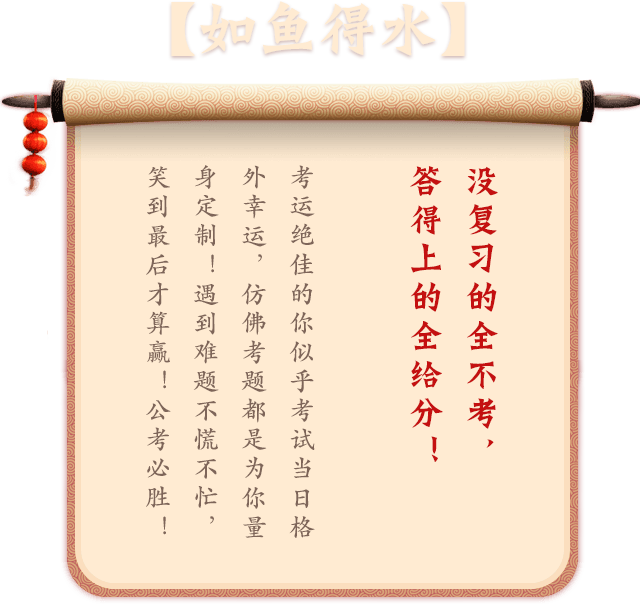 【如鱼得水】
没复习的全不考，
答得上的全给分！
考运绝佳的你似乎考试当日格
外幸运，仿佛考题都是为你量
身定制！遇到难题不慌不忙，
笑到最后才算赢！公考必胜！